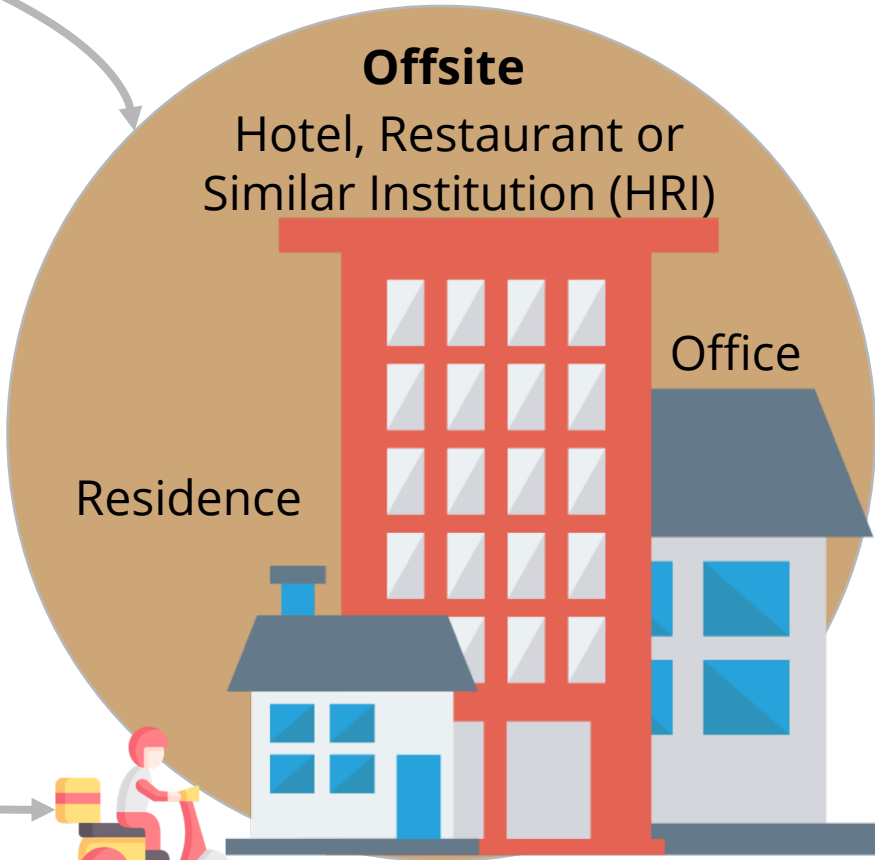 Offsite
Hotel, Restaurant or
Similar Institution (HRI)
Office
Residence